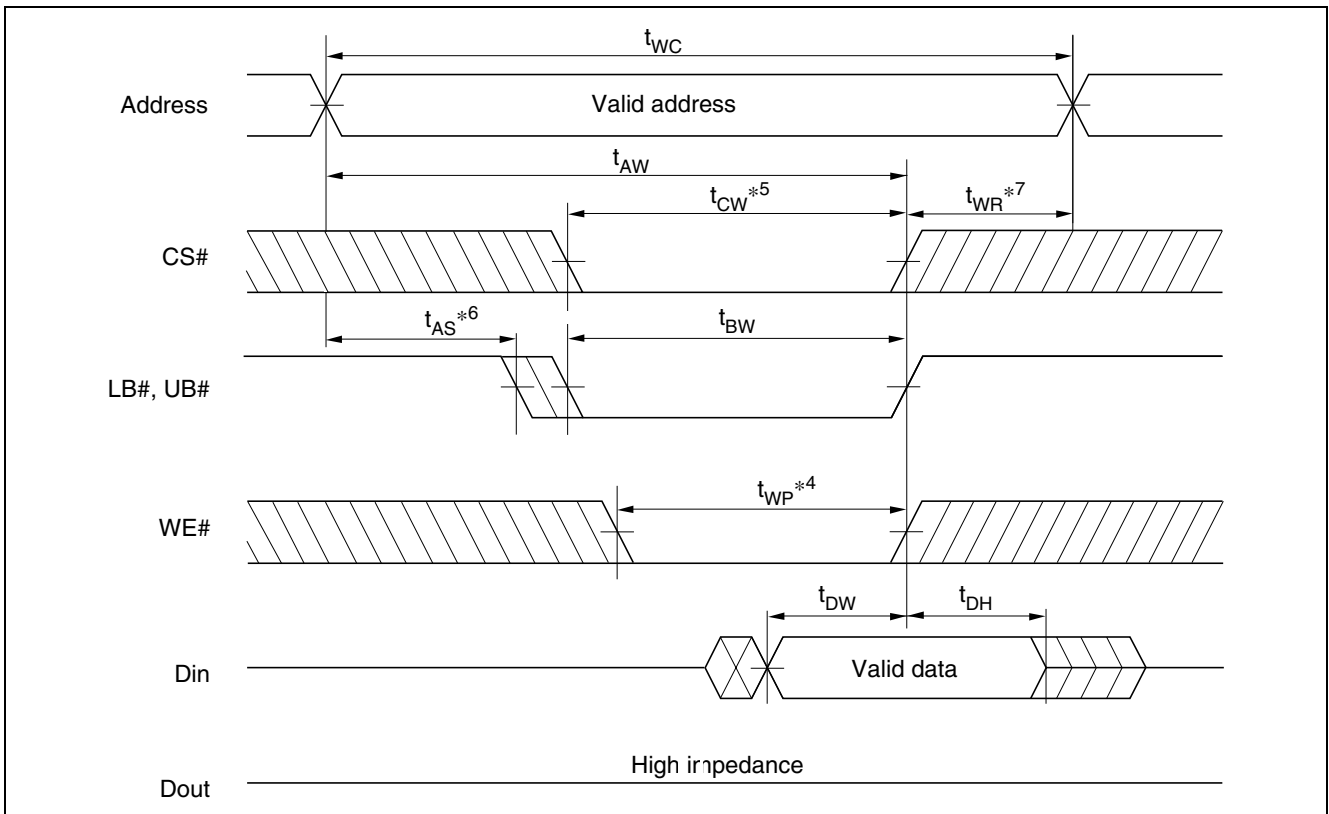 tWC
Address
Valid address
tAW
tCW*5
tWR*7
CS#
tAS*6
tBW
LB#, UB#
tWP*4
WE#
tDW
tDH
Din
Valid data
High impedance
Dout